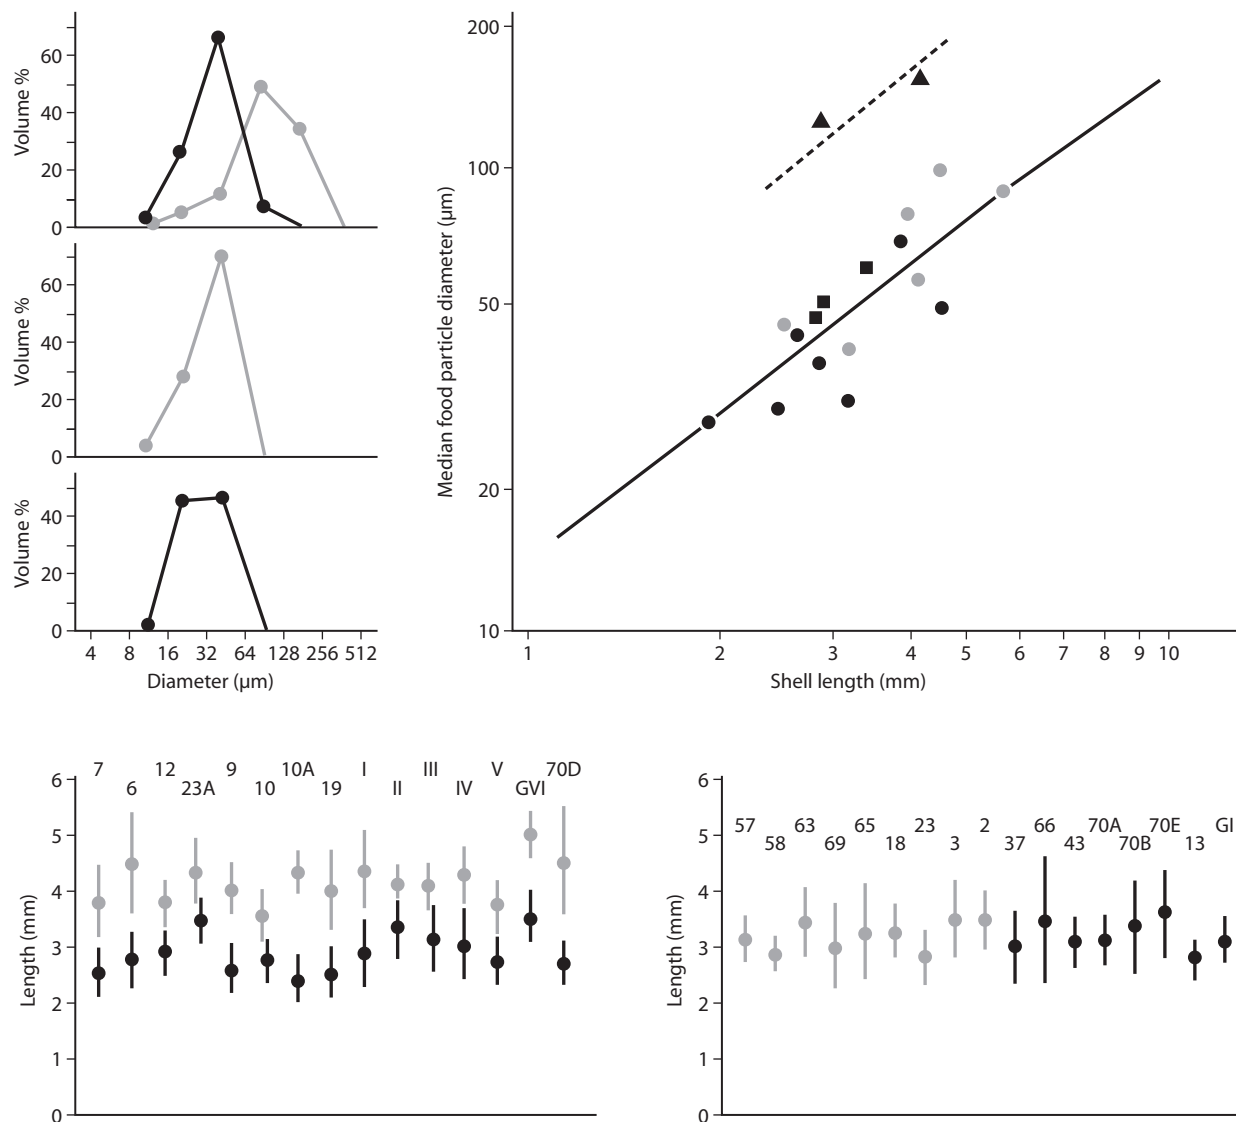 Volume %
60
40
20
0
Volume %
60
40
20
0
Volume %
40
20
0
4 8 16 32 64 128 256 512
Diameter (µm)
Median food particle diameter (µm)
200
100
50
20
10
1 2 3 4 5 6 7 8 9 10
Shell length (mm)
Length (mm)
6
5
4
3
2
1
0
7 12 9 10A I III V 70D
6 23A 10 19 II IV GVI
Length (mm)
6
5
4
3
2
1
0
57 63 65 23 2 66 70A 70E GI
58 69 18 3 37 43 70B 13